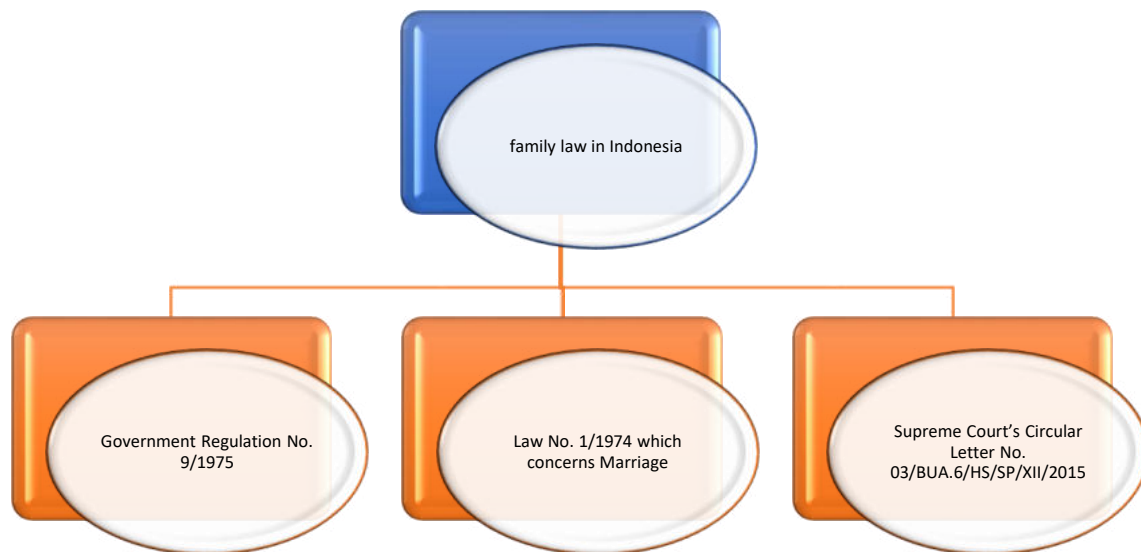 family law in Indonesia
Government Regulation No.
9/1975
Law No. 1/1974 which
concerns Marriage
Supreme Court’s Circular
Letter No.
03/BUA.6/HS/SP/XII/2015